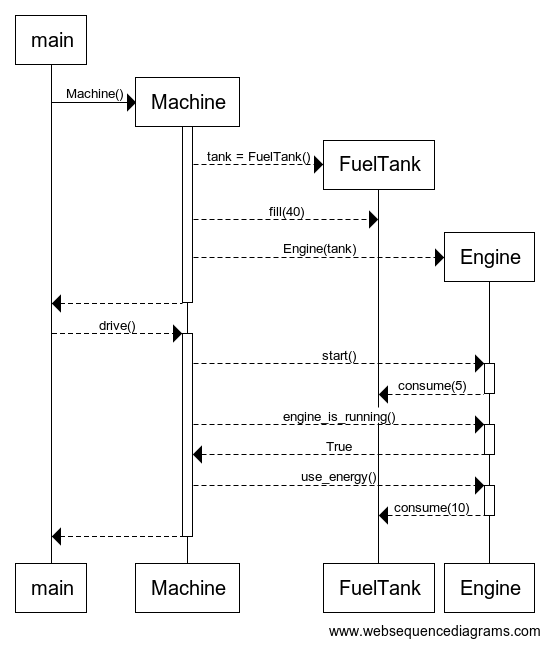 main
Machine()
Machine
tank = FuelTank()
FuelTank
fill(40)
Engine(tank)
Engine
drive()
start()
consume(5)
engine_is_running()
True
use_energy()
consume(10)
main
Machine
FuelTank
Engine
www.websequencediagrams.com